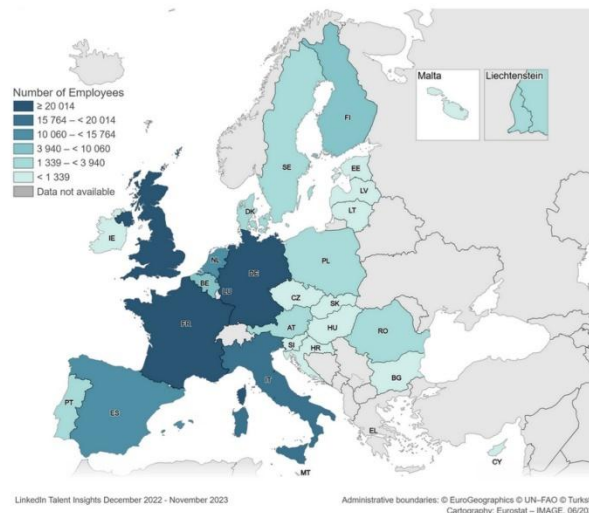 Malta
Liechtenstein
Number of Employees
≥ 20 014
15 764 – < 20 014
10 060 – < 15 764
3 940 – < 10 060
1 339 – < 3 940
< 1 339
Data not available
FI
SE
EE
LV
LT
DK
IE
NL
PL
DE
BE
LU
CZ
SK
FR
AT
HU
RO
SI
HR
IT
BG
PT
ES
EL
MT
CY
LinkedIn Talent Insights December 2022 - November 2023
Administrative boundaries: © EuroGeographics © UN–FAO © Turks
Cartography: Eurostat – IMAGE, 06/20